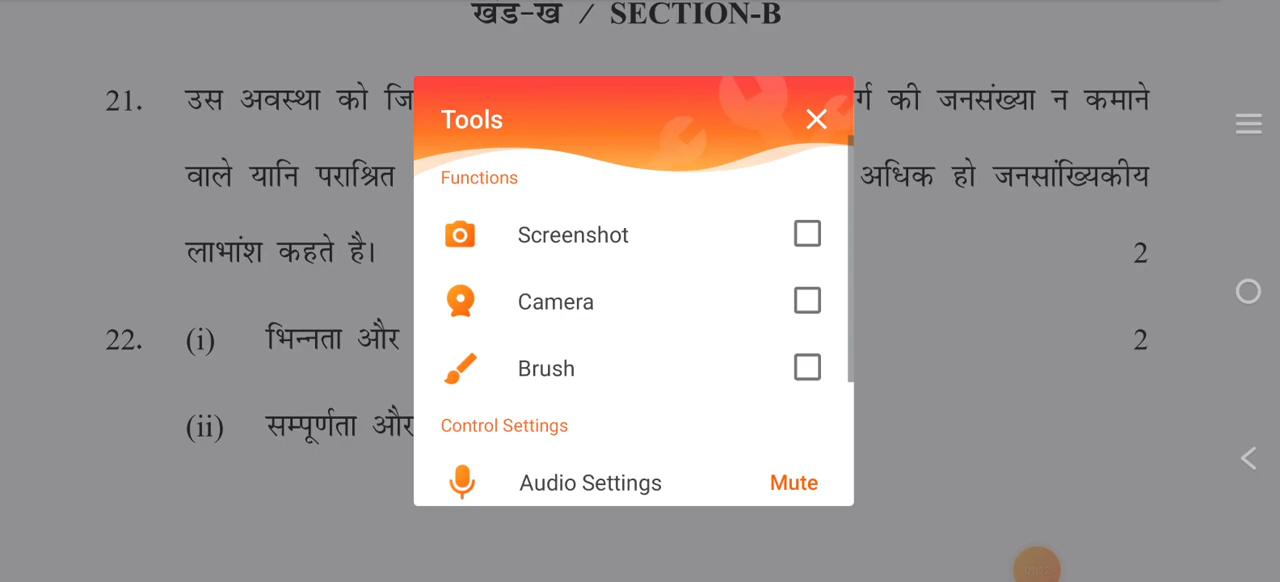 खंड-ख / SECTION-B
21. उस अवस्था को की जनसंख्या न कमाने
वाले यानि पराश्रित अधिक हो जनसांख्यिकीय
लाभांश कहते है। 2
22. (i) भिन्नता और 2
(ii) सम्पूर्णता और
Tools
Functions
Screenshot
Camera
Brush
Control Settings
Audio Settings Mute